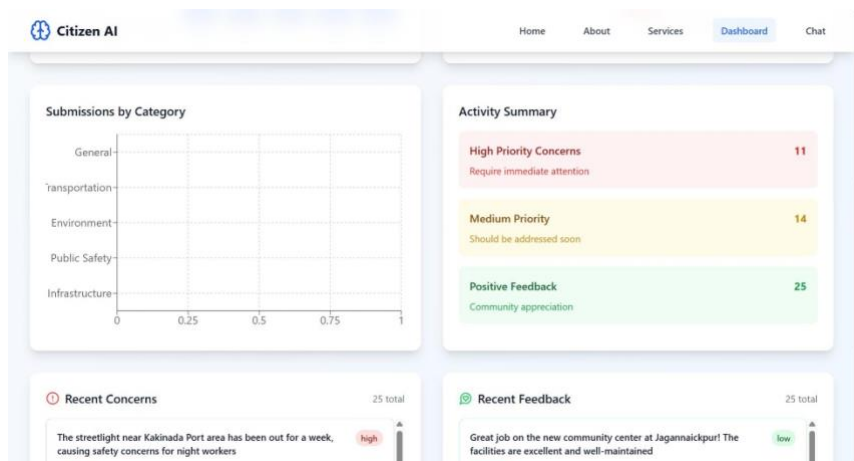 Citizen AI
Home About Services Dashboard Chat
Submissions by Category
General
Transportation
Environment
Public Safety
Infrastructure
0 0.25 0.5 0.75 1
Activity Summary
High Priority Concerns 11
Require immediate attention
Medium Priority 14
Should be addressed soon
Positive Feedback 25
Community appreciation
Recent Concerns 25 total
The streetlight near Kakinada Port area has been out for a week, high
causing safety concerns for night workers
Recent Feedback 25 total
Great job on the new community center at Jagannaickpur! The low
facilities are excellent and well-maintained